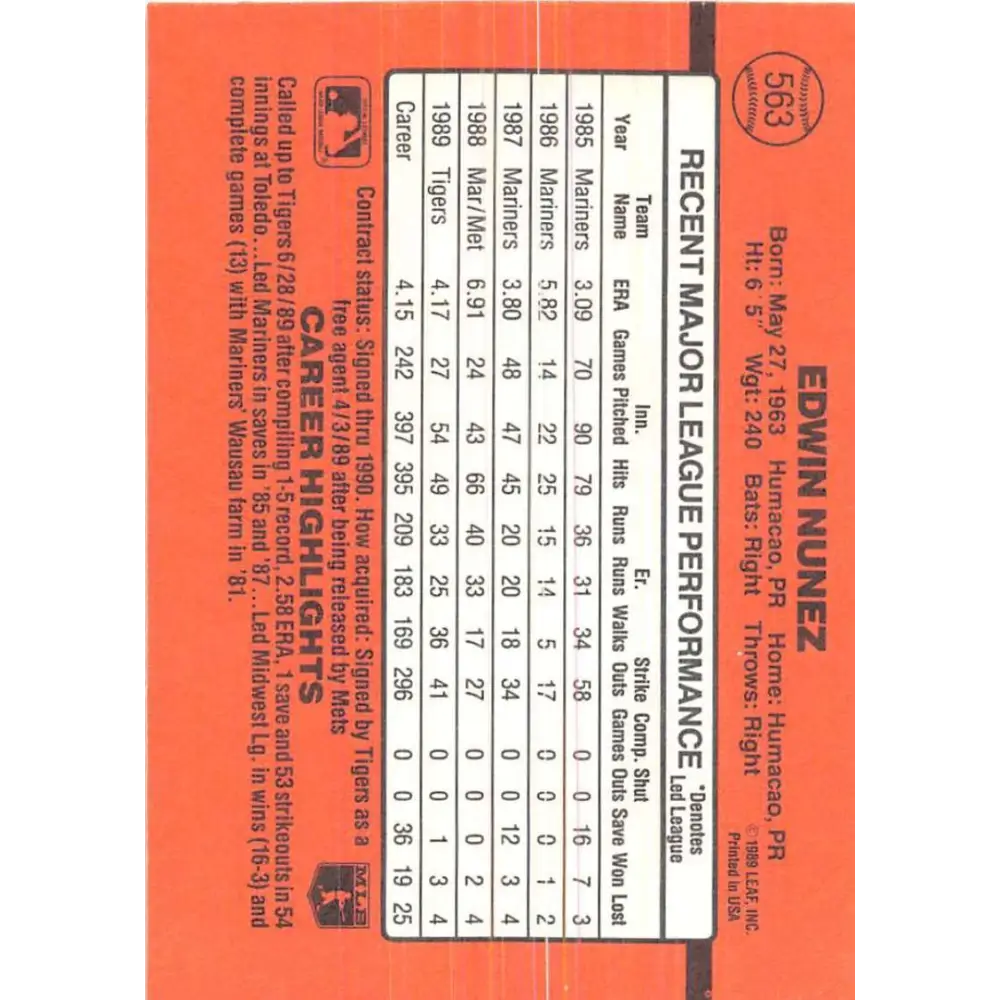 563
EDWIN NUNEZ
Born: May 27, 1963 Humacao, PR Home: Humacao, PR
Ht: 6' 5" Wgt: 240 Bats: Right Throws: Right
© 1989 LEAF, INC.
Printed in USA
RECENT MAJOR LEAGUE PERFORMANCE *Denotes
Led League
Team Inn. Er. Strike Comp. Shut
Year Name ERA Games Pitched Hits Runs Runs Walks Outs Games Outs Save Won Lost
1985 Mariners 3.09 70 90 79 36 31 34 58 0 0 16 7 3
1986 Mariners 5.82 14 22 25 15 14 5 17 0 0 0 1 2
1987 Mariners 3.80 48 47 45 20 20 18 34 0 0 12 3 4
1988 Mar/Met 6.91 24 43 66 40 33 17 27 0 0 0 2 4
1989 Tigers 4.17 27 54 49 33 25 36 41 0 0 1 3 4
Career 4.15 242 397 395 209 183 169 296 0 0 36 19 25
Contract status: Signed thru 1990. How acquired: Signed by Tigers as a
free agent 4/3/89 after being released by Mets
MLB
CAREER HIGHLIGHTS
Called up to Tigers 6/28/89 after compiling 1-5 record, 2.58 ERA, 1 save and 53 strikeouts in 54
innings at Toledo...Led Mariners in saves in '85 and '87...Led Midwest Lg. in wins (16-3) and
complete games (13) with Mariners' Wausau farm in '81.